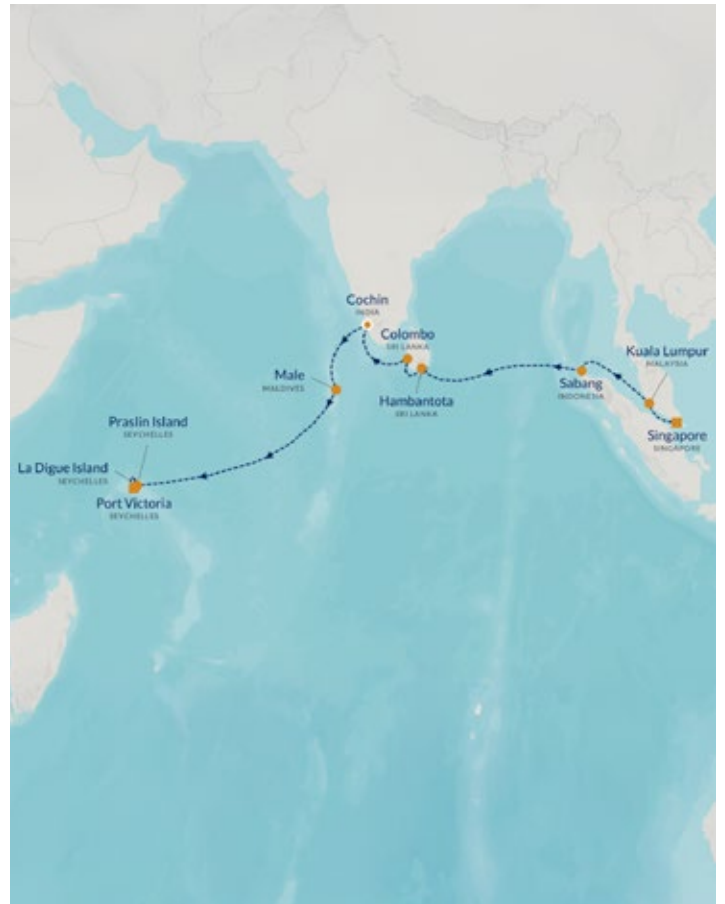 Cochin
INDIA
Colombo
SRI LANKA
Kuala Lumpur
MALAYSIA
Male
MALDIVES
Sabang
INDONESIA
Hambantota
SRI LANKA
Praslin Island
SEYCHELLES
Singapore
SINGAPORE
La Digue Island
SEYCHELLES
Port Victoria
SEYCHELLES